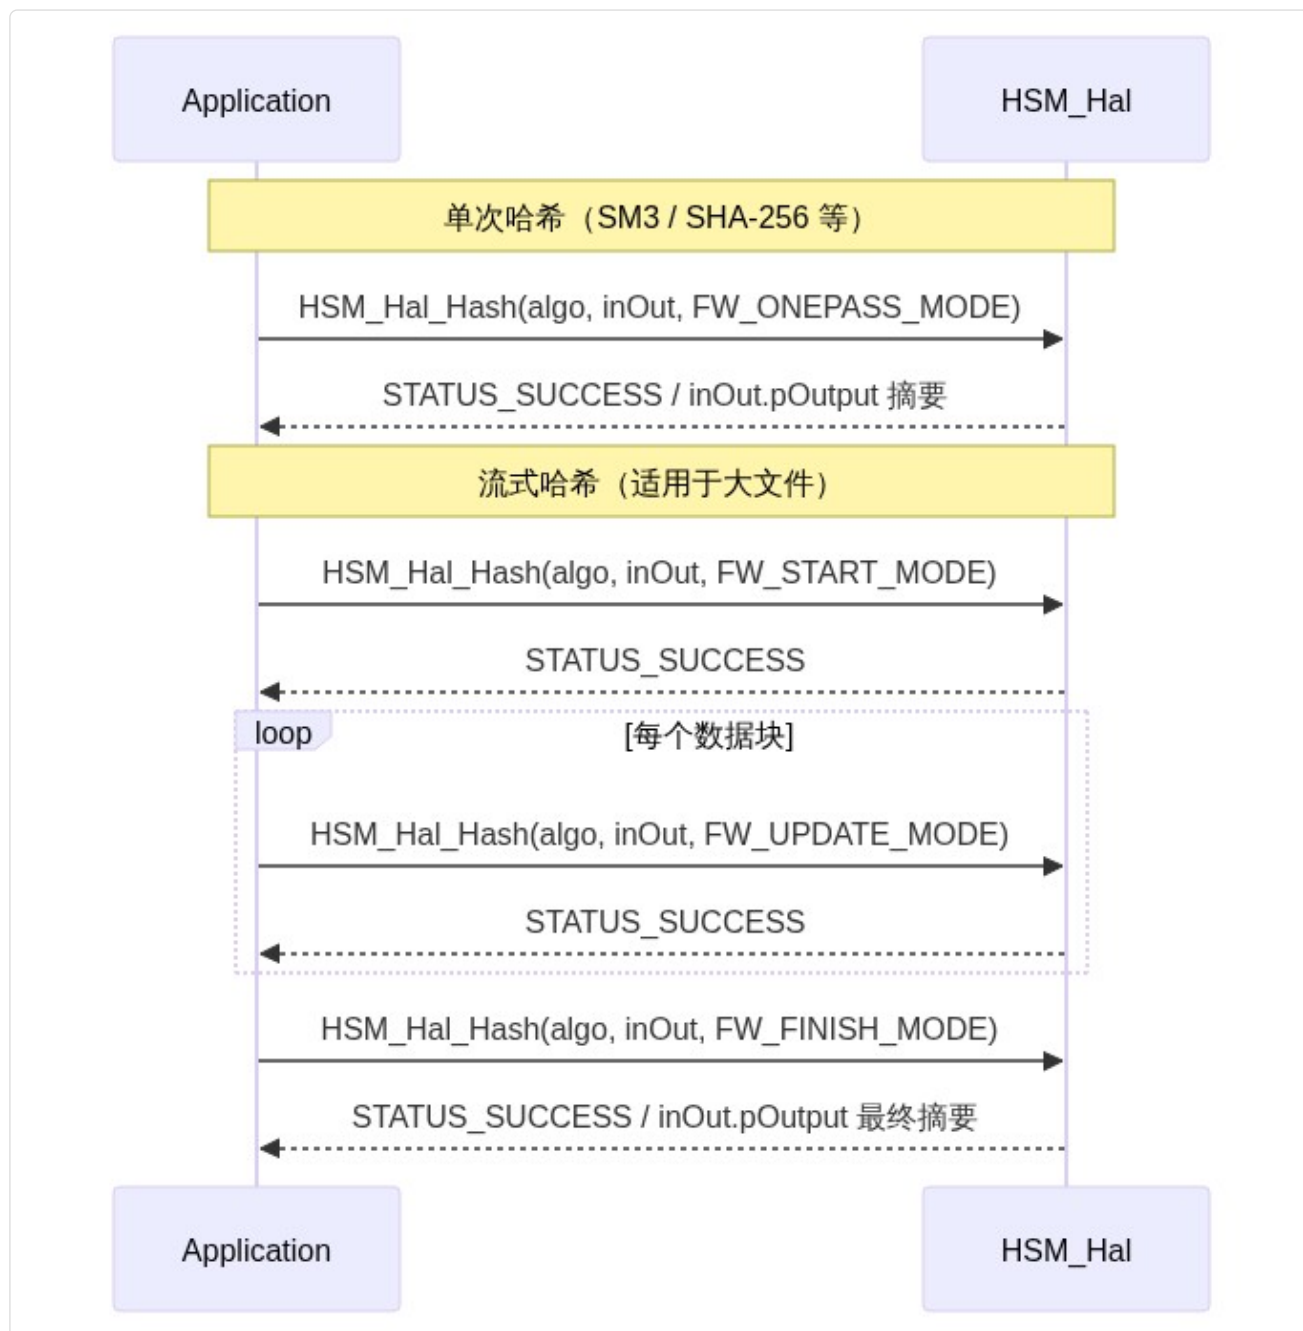 Application
HSM_Hal
单次哈希（SM3 / SHA-256 等）
HSM_Hal_Hash(algo, inOut, FW_ONEPASS_MODE)
STATUS_SUCCESS / inOut.pOutput 摘要
流式哈希（适用于大文件）
HSM_Hal_Hash(algo, inOut, FW_START_MODE)
STATUS_SUCCESS
loop
[每个数据块]
HSM_Hal_Hash(algo, inOut, FW_UPDATE_MODE)
STATUS_SUCCESS
HSM_Hal_Hash(algo, inOut, FW_FINISH_MODE)
STATUS_SUCCESS / inOut.pOutput 最终摘要
Application
HSM_Hal